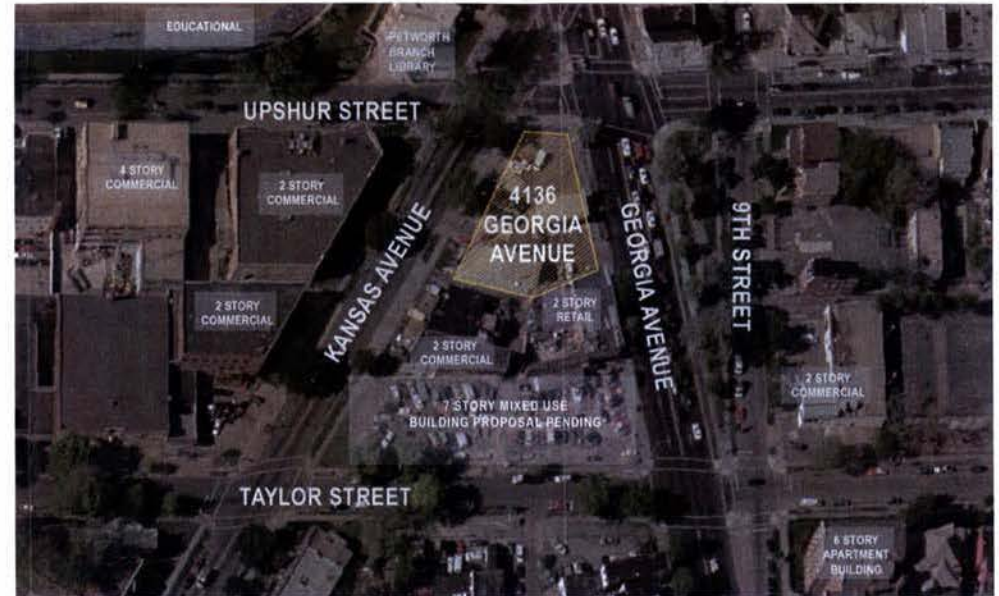 EDUCATIONAL
PETWORTH
BRANCH
LIBRARY
UPSHUR STREET
4 STORY
COMMERCIAL
2 STORY
COMMERCIAL
4136
GEORGIA
AVENUE
KANSAS AVENUE
GEORGIA AVENUE
9TH STREET
2 STORY
COMMERCIAL
2 STORY
RETAIL
2 STORY
COMMERCIAL
2 STORY
COMMERCIAL
7 STORY MIXED USE
BUILDING PROPOSAL PENDING*
TAYLOR STREET
6 STORY
APARTMENT
BUILDING